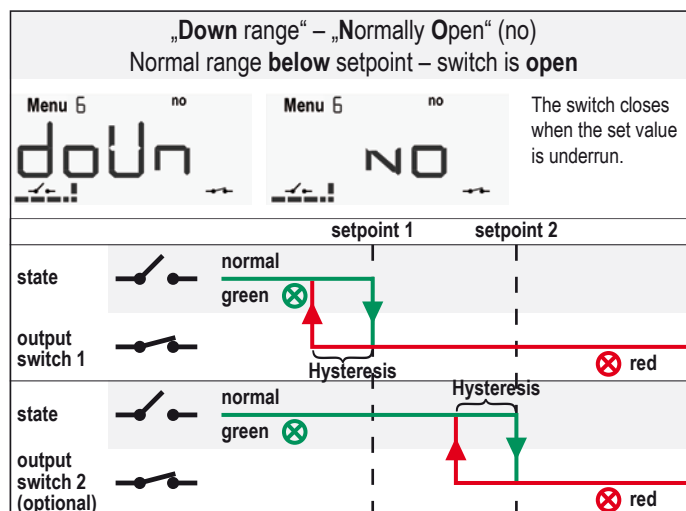 „Down range“ – „Normally Open“ (no)
Normal range below setpoint – switch is open
Menu 6 no
doUn
Menu 6 no
NO
The switch closes
when the set value
is underrun.
setpoint 1 setpoint 2
state
normal
green
output
switch 1
Hysteresis
red
state
normal
green
Hysteresis
output
switch 2
(optional)
red